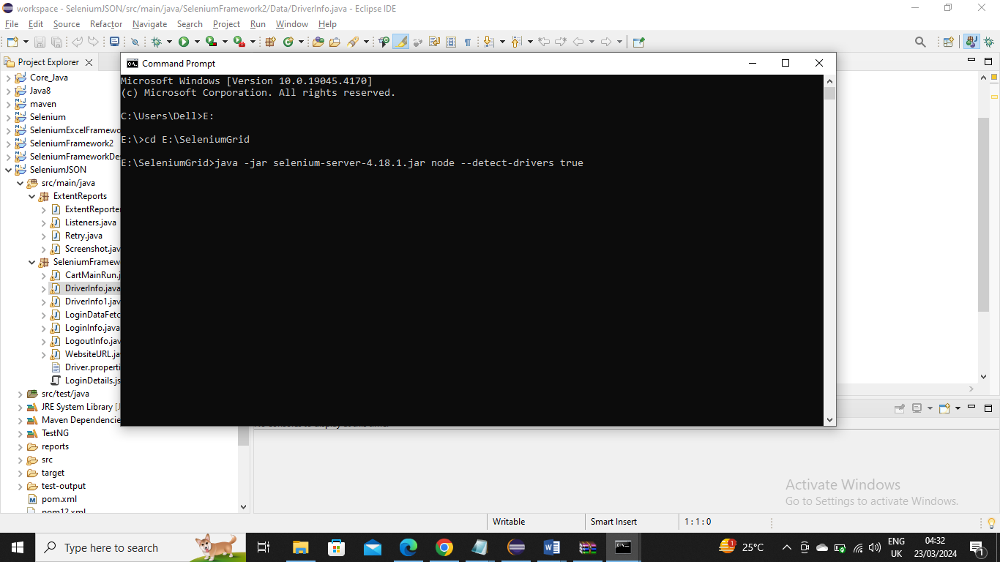 workspace - SeleniumJSON/src/main/java/SeleniumFramework2/Data/DriverInfo.java - Eclipse IDE
File Edit Source Refactor Navigate Search Project Run Window Help
Project Explorer
Core_Java
Java8
maven
Selenium
SeleniumExcelFramewo
SeleniumFramework2
SeleniumFrameworkDe
SeleniumJSON
src/main/java
ExtentReports
ExtentReporte
Listeners.java
Retry.java
Screenshot.jav
SeleniumFramew
CartMainRun.j
DriverInfo.java
DriverInfo1.jav
LoginDataFetc
LoginInfo.java
LogoutInfo.jav
WebsiteURL.ja
Driver.properti
LoginDetails.js
src/test/java
JRE System Library [J
Maven Dependencie
TestNG
reports
src
target
test-output
pom.xml
pom12.xml
Command Prompt
Microsoft Windows [Version 10.0.19045.4170]
(c) Microsoft Corporation. All rights reserved.
C:\Users\Dell>E:
E:\>cd E:\SeleniumGrid
E:\SeleniumGrid>java -jar selenium-server-4.18.1.jar node --detect-drivers true
Activate Windows
Go to Settings to activate Windows.
Writable Smart Insert 1 : 1 : 0
Type here to search
1
25°C
ENG
UK
04:32
23/03/2024
1